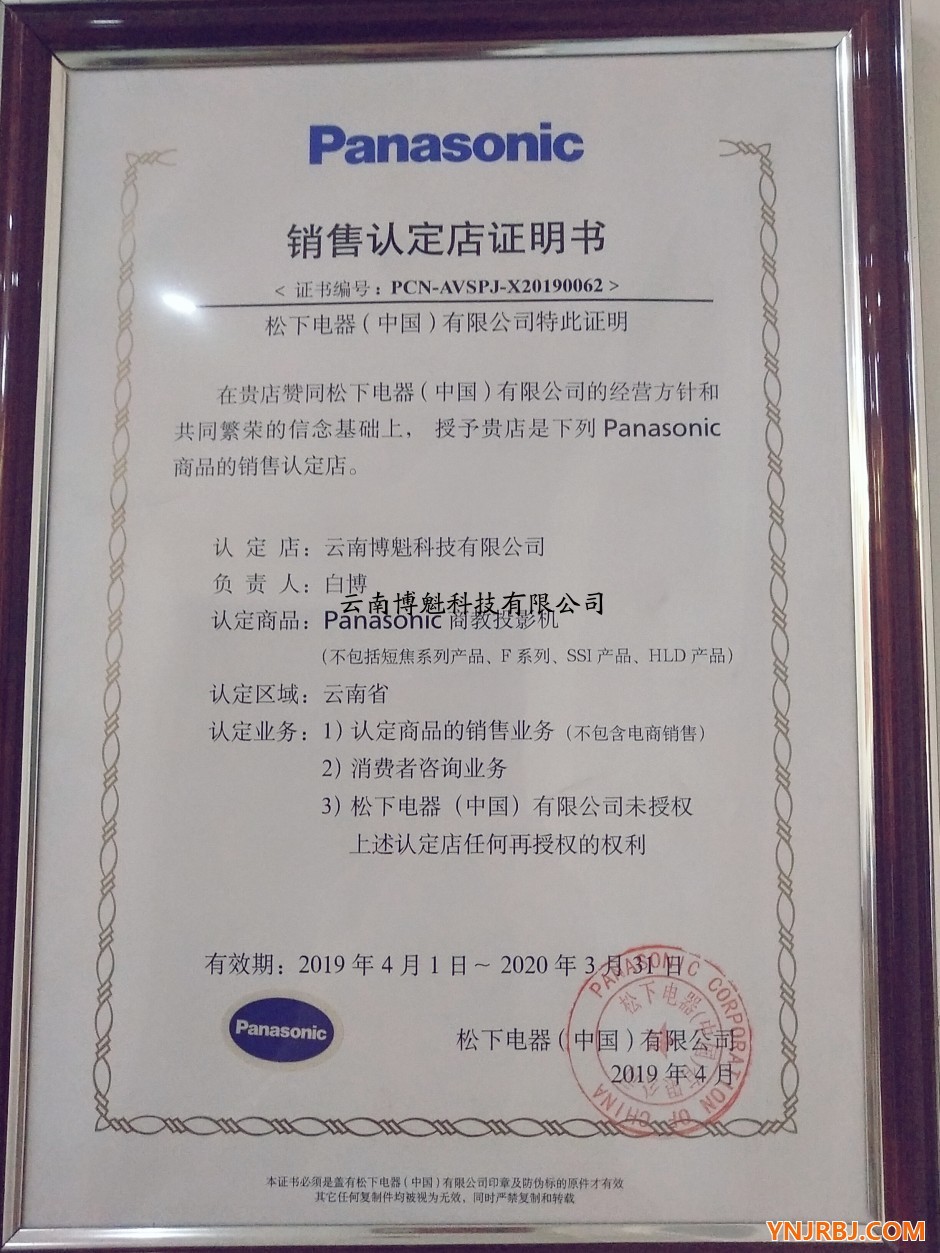 Panasonic
销售认定店证明书
< 证书编号：PCN-AVSPJ-X20190062 >
松下电器（中国）有限公司特此证明
在贵店赞同松下电器（中国）有限公司的经营方针和
共同繁荣的信念基础上， 授予贵店是下列 Panasonic
商品的销售认定店。
认 定 店：云南博魁科技有限公司
负 责 人：白博
云南博魁科技有限公司
认定商品：Panasonic 商教投影机
（不包括短焦系列产品、F 系列、SSI 产品、HLD 产品）
认定区域：云南省
认定业务：1）认定商品的销售业务（不包含电商销售）
2）消费者咨询业务
3）松下电器（中国）有限公司未授权
上述认定店任何再授权的权利
有效期：2019 年 4 月 1 日～ 2020 年 3 月 31 日
Panasonic
松下电器（中国）有限公司
2019 年 4 月
PANASONIC CORPORATION OF CHINA
松下电器(中国)有限公司
本证书必须是盖有松下电器（中国）有限公司印章及防伪标的原件才有效
其它任何复制件均被视为无效，同时严禁复制和转载
YNJRBJ.COM